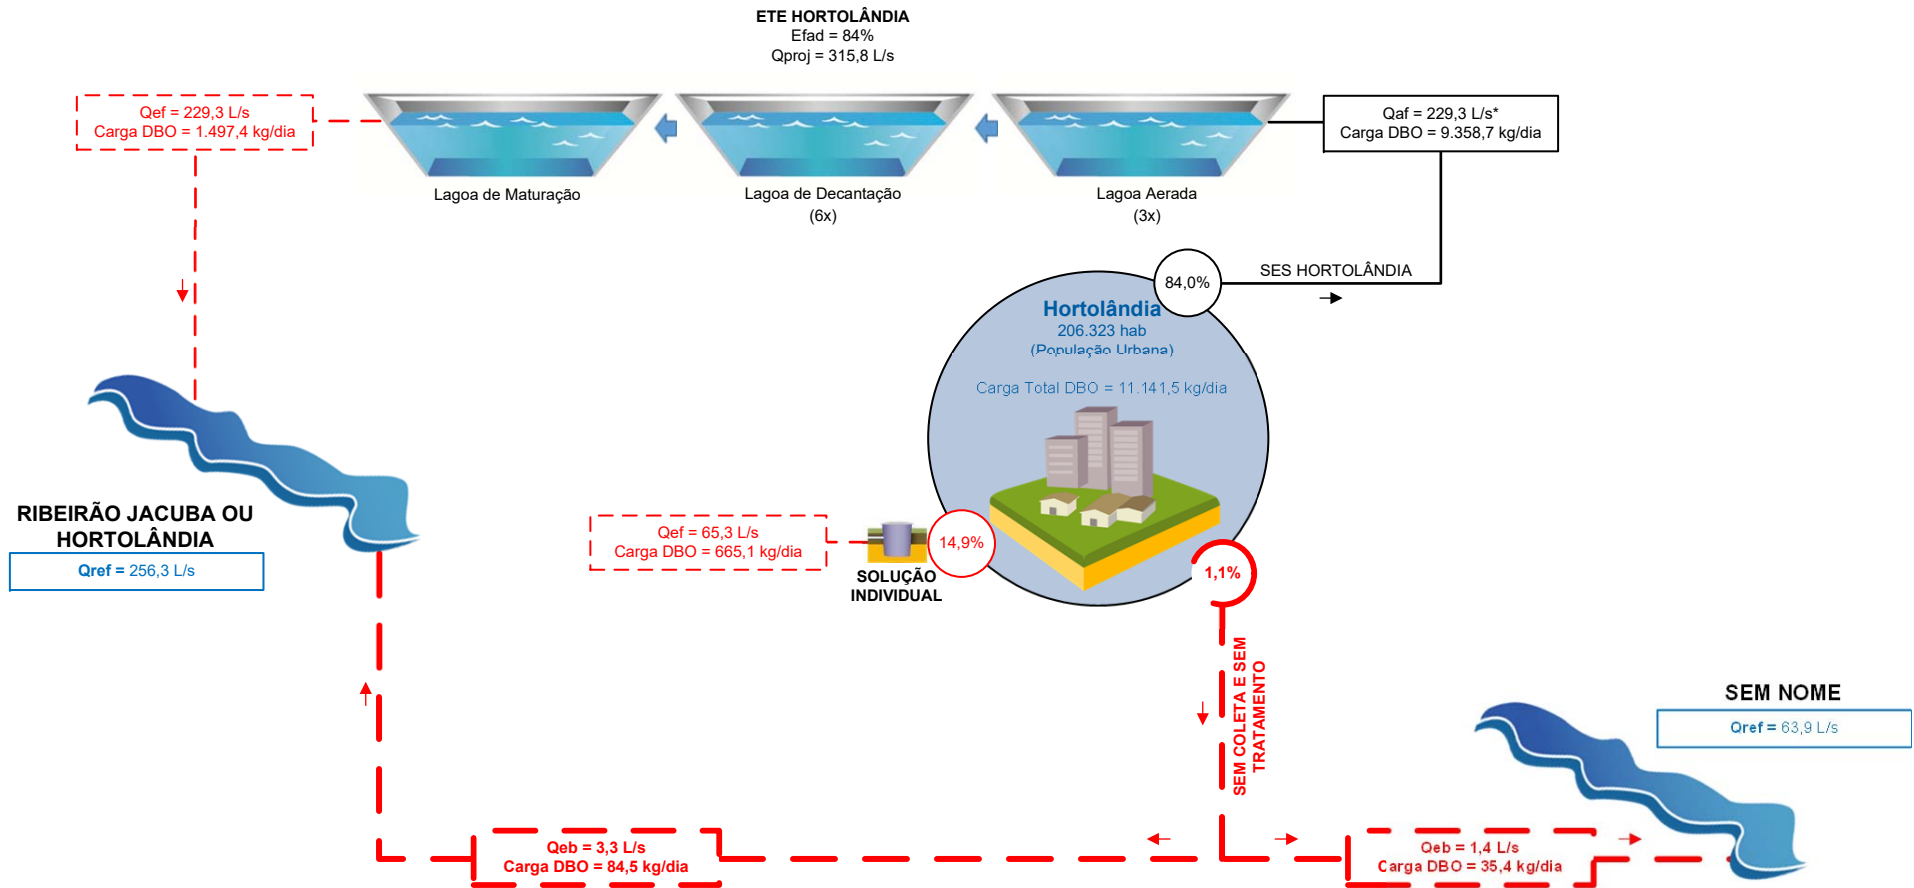 ETE HORTOLÂNDIA
Efad = 84%
Qproj = 315,8 L/s
Qef = 229,3 L/s
Carga DBO = 1.497,4 kg/dia
Qaf = 229,3 L/s*
Carga DBO = 9.358,7 kg/dia
Lagoa de Maturação
Lagoa de Decantação
(6x)
Lagoa Aerada
(3x)
84,0%
SES HORTOLÂNDIA
Hortolândia
206.323 hab
(População Urbana)
Carga Total DBO = 11.141,5 kg/dia
RIBEIRÃO JACUBA OU
HORTOLÂNDIA
Qref = 256,3 L/s
Qef = 65,3 L/s
Carga DBO = 665,1 kg/dia
14,9%
SOLUÇÃO
INDIVIDUAL
1,1%
SEM COLETA E SEM
TRATAMENTO
SEM NOME
Qref = 63,9 L/s
Qeb = 3,3 L/s
Carga DBO = 84,5 kg/dia
Qeb = 1,4 L/s
Carga DBO = 35,4 kg/dia